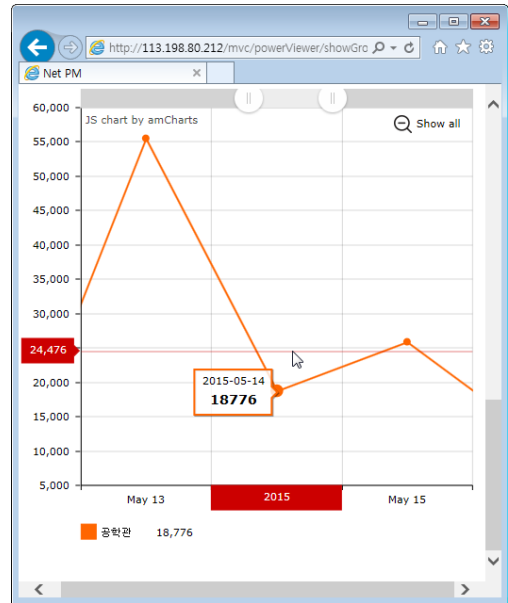 http://113.198.80.212/mvc/powerViewer/showGro
Net PM
JS chart by amCharts
Show all
60,000
55,000
50,000
45,000
40,000
35,000
30,000
24,476
20,000
15,000
10,000
5,000
2015-05-14
18776
May 13
2015
May 15
공학관 18,776